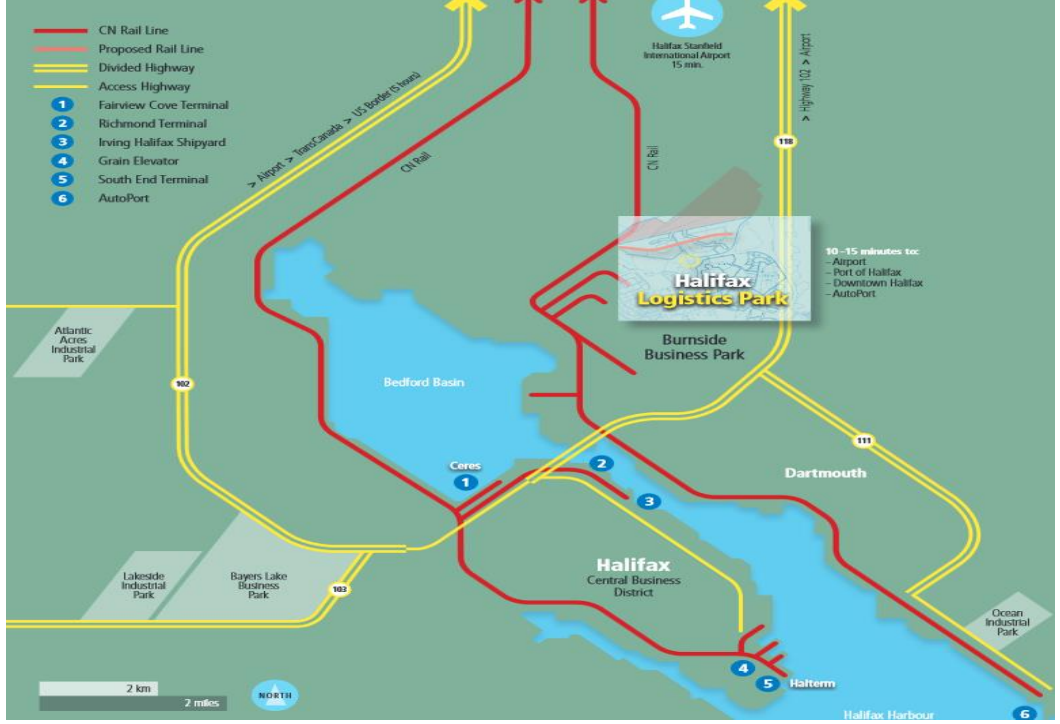 CN Rail Line
Proposed Rail Line
Divided Highway
Access Highway
1 Fairview Cove Terminal
2 Richmond Terminal
3 Irving Halifax Shipyard
4 Grain Elevator
5 South End Terminal
6 AutoPort
> Airport > TransCanada > US Border (5 hours)
CN Rail
Halifax Stanfield
International Airport
15 min.
> Highway 102 > Airport
118
CN Rail
10–15 minutes to:
– Airport
– Port of Halifax
– Downtown Halifax
– AutoPort
Halifax
Logistics Park
Burnside
Business Park
Atlantic
Acres
Industrial
Park
102
Bedford Basin
111
Ceres
1
2
3
Dartmouth
Halifax
Central Business
District
Lakeside
Industrial
Park
Bayers Lake
Business
Park
103
Ocean
Industrial
Park
4
5
Halterm
2 km
2 miles
NORTH
Halifax Harbour
6